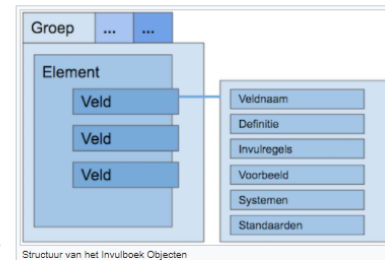 Groep ... ...
Element
Veld
Veld
Veld
Veldnaam
Definitie
Invulregels
Voorbeeld
Systemen
Standaarden
Structuur van het Invulboek Objecten